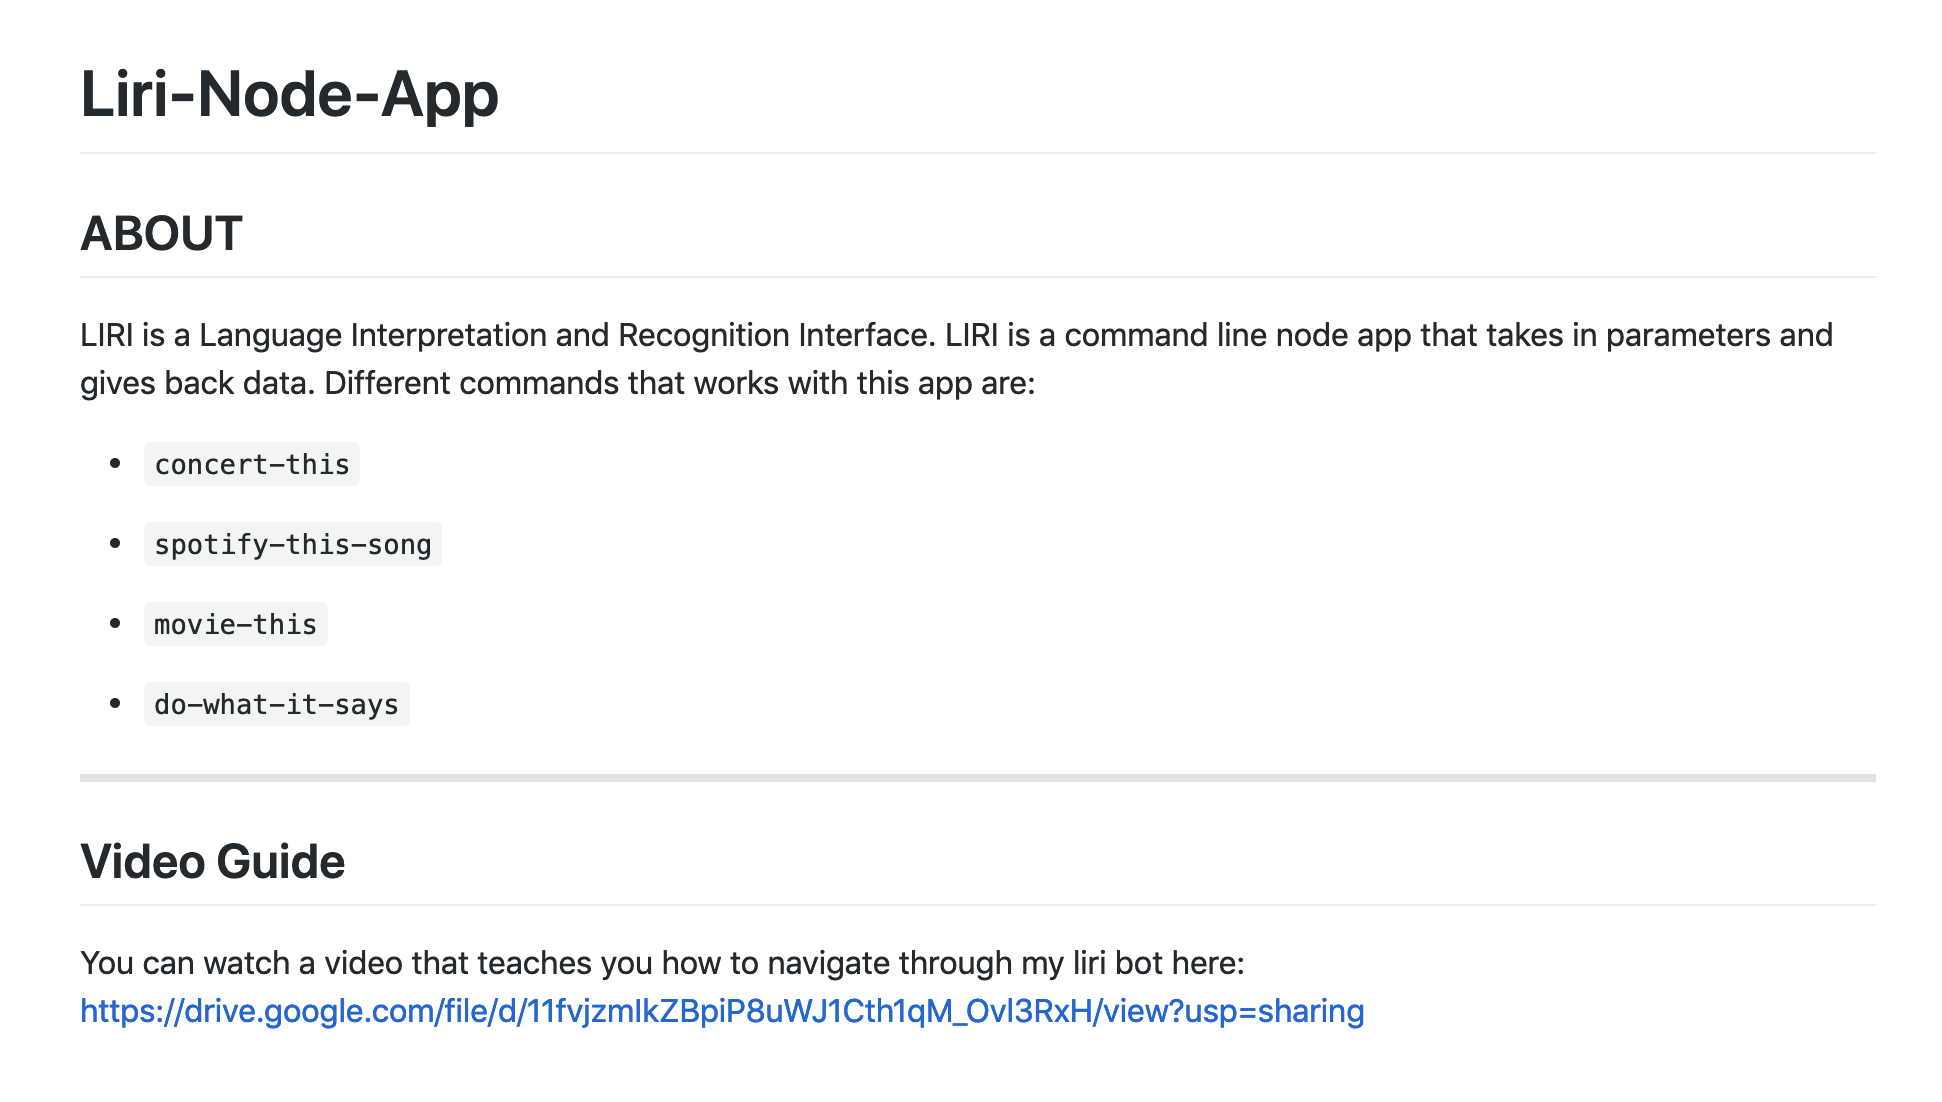 Liri-Node-App
ABOUT
LIRI is a Language Interpretation and Recognition Interface. LIRI is a command line node app that takes in parameters and
gives back data. Different commands that works with this app are:
concert-this
spotify-this-song
movie-this
do-what-it-says
Video Guide
You can watch a video that teaches you how to navigate through my liri bot here:
https://drive.google.com/file/d/11fvjzmIkZBpiP8uWJ1Cth1qM_Ovl3RxH/view?usp=sharing